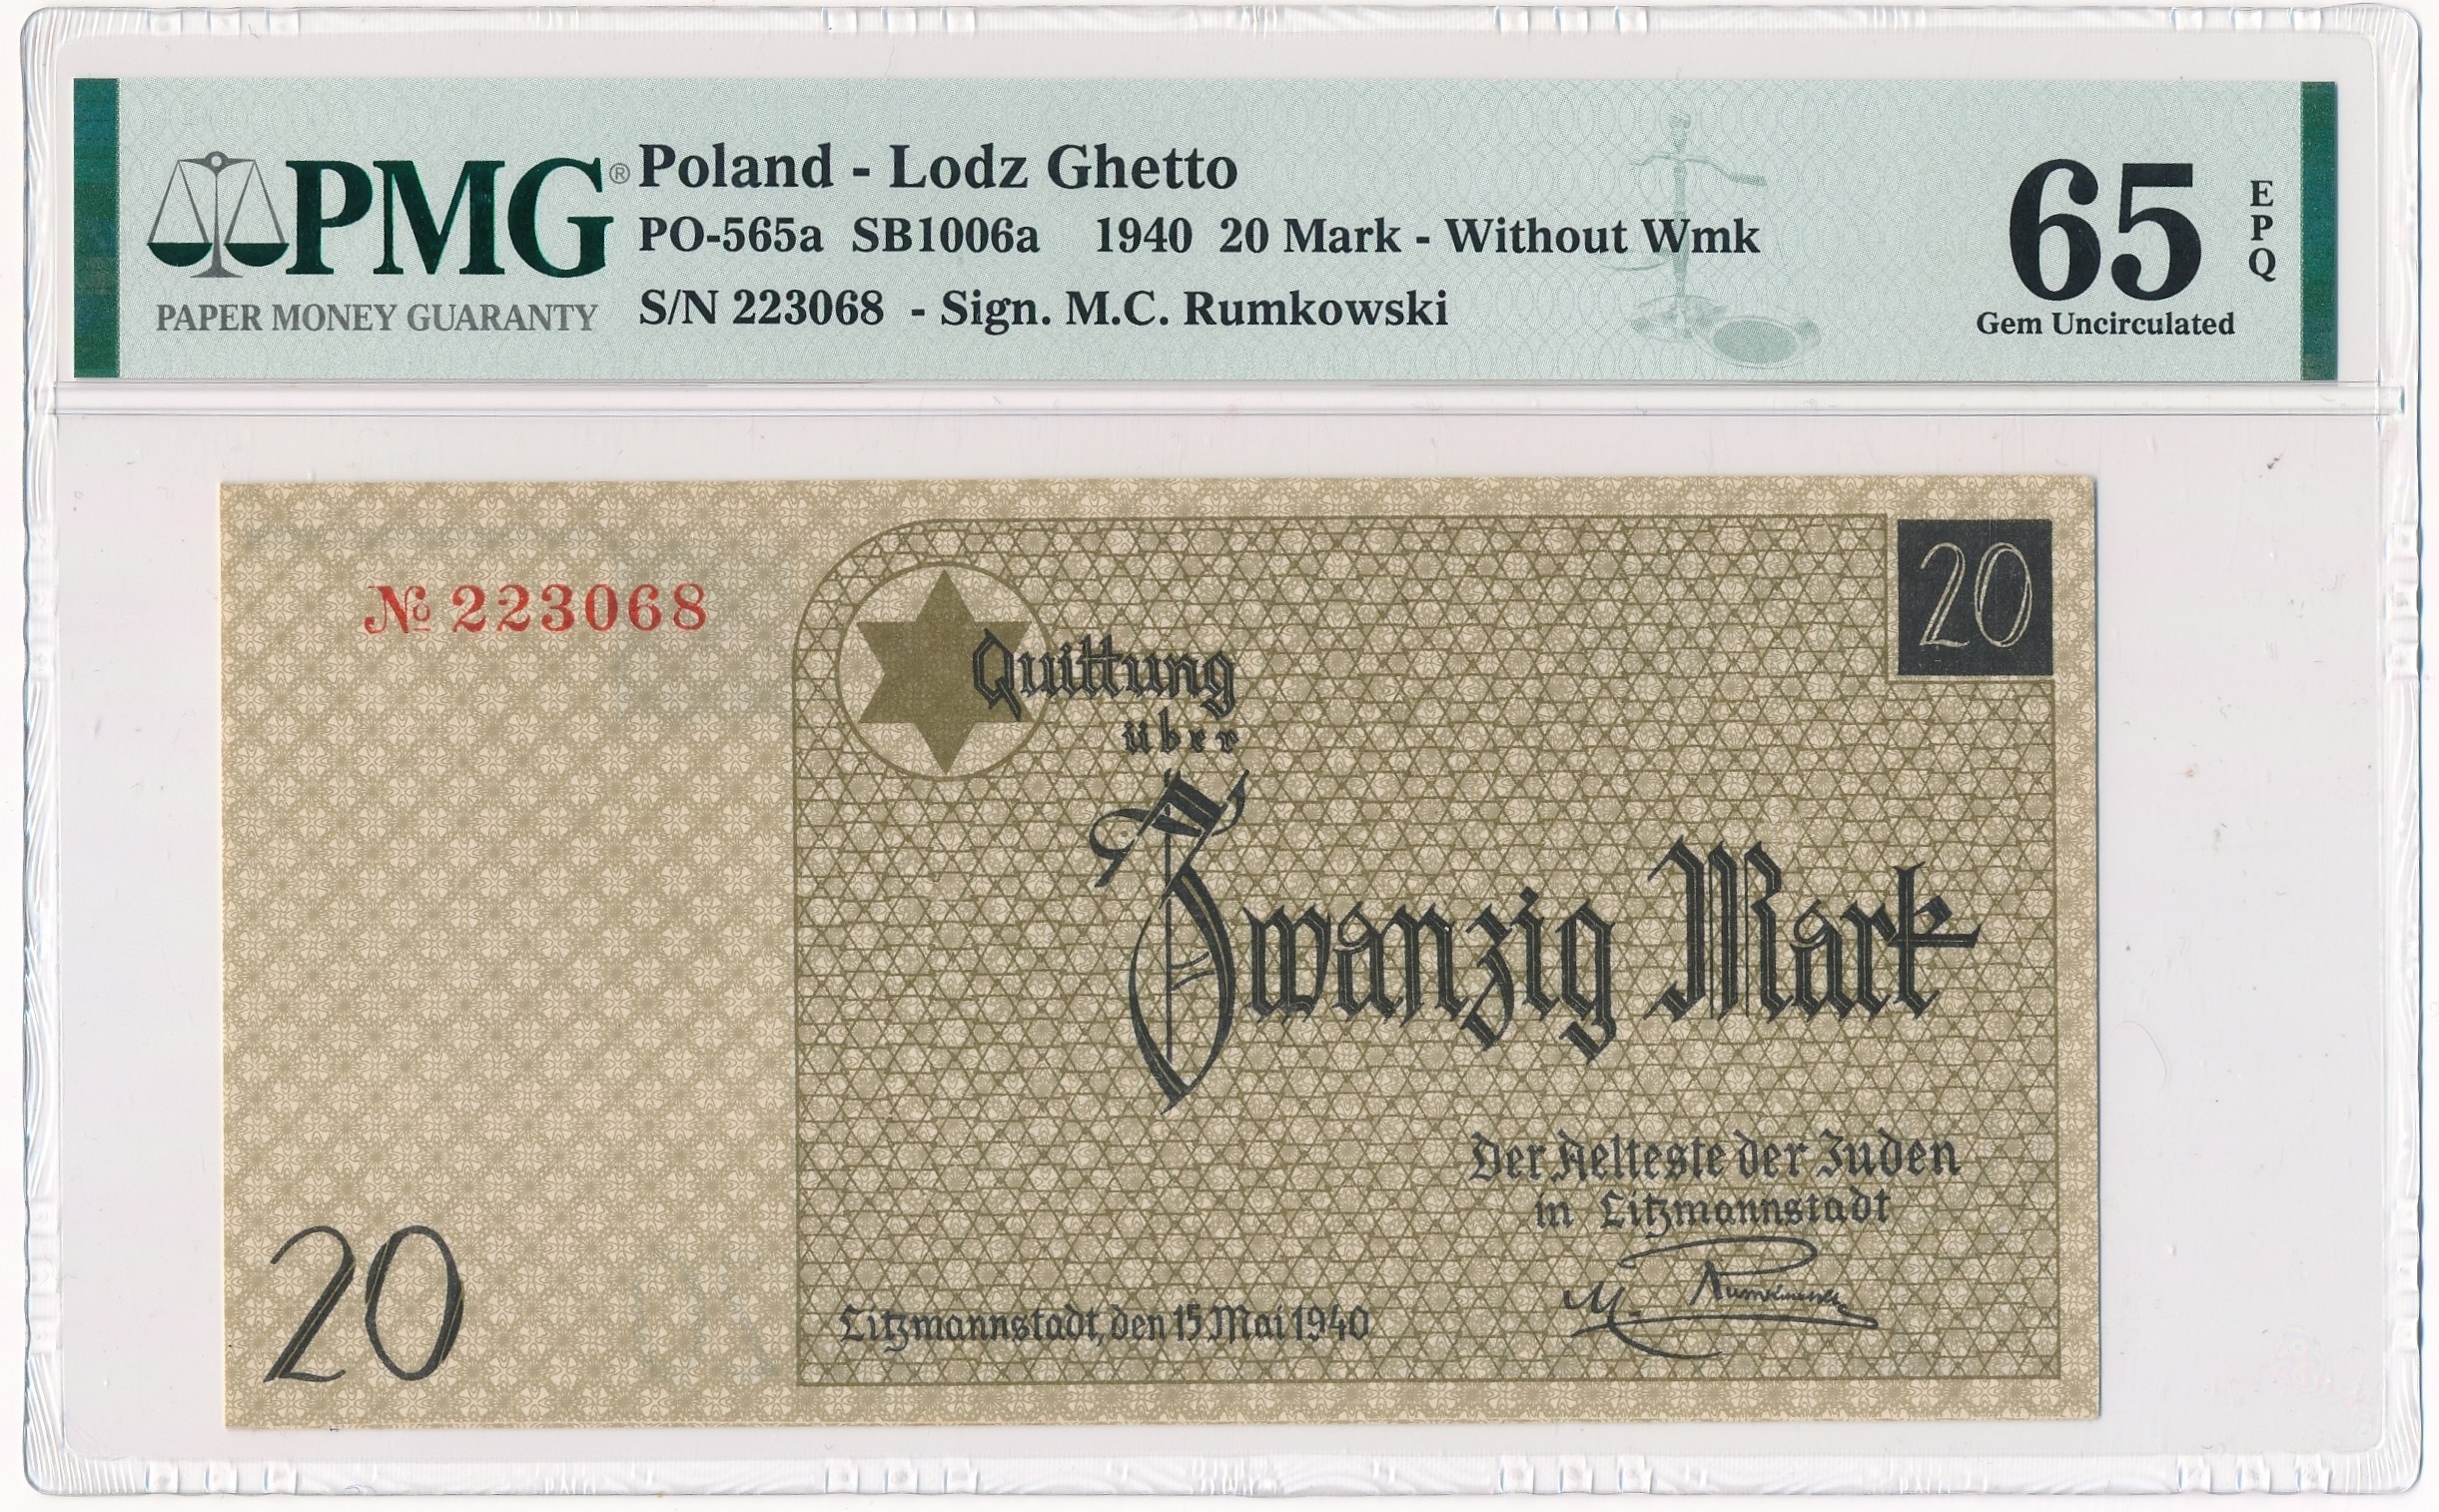 PMG®
PAPER MONEY GUARANTY
Poland - Lodz Ghetto
PO-565a SB1006a 1940 20 Mark - Without Wmk
S/N 223068 - Sign. M.C. Rumkowski
65
EPQ
Gem Uncirculated
№ 223068
20
Quittung
über
Zwanzig Mark
Der Aelteste der Juden
in Litzmannstadt
M. Rumkowski
Litzmannstadt, den 15 Mai 1940
20